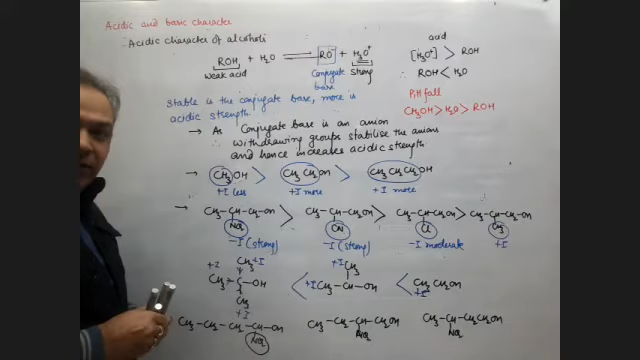 Acidic and basic character
Acidic character of alcohols
ROH + H₂O ⇌ RO⁻ + H₃O⁺
weak acid Conjugate base Strong
acid
[H₃O⁺] > ROH
∴ ROH < H₂O
Stable is the conjugate base, more is
acidic strength.
Pitfall
CH₃OH > H₂O > ROH
→ As Conjugate base is an anion
∴ withdrawing groups stabilise the anions
and hence increases acidic strength
→ CH₃OH > CH₃CH₂OH > CH₃CH₂CH₂OH
+I less +I more +I more
→ CH₃-CH-CH₂-OH > CH₃-CH-CH₂OH > CH₃-CH-CH₂OH > CH₃-CH-CH₂-OH
NO₂ CN Cl CH₃
-I (strong) -I (strong) -I moderate +I
+I CH₃ +I +I CH₃
CH₃-C-OH < +I CH₃-CH-OH < CH₃CH₂OH
CH₃ +I
+I
CH₃-CH₂-CH₂-CH-OH CH₃-CH₂-CH-CH₂OH CH₃-CH-CH₂CH₂OH
NO₂ NO₂ NO₂